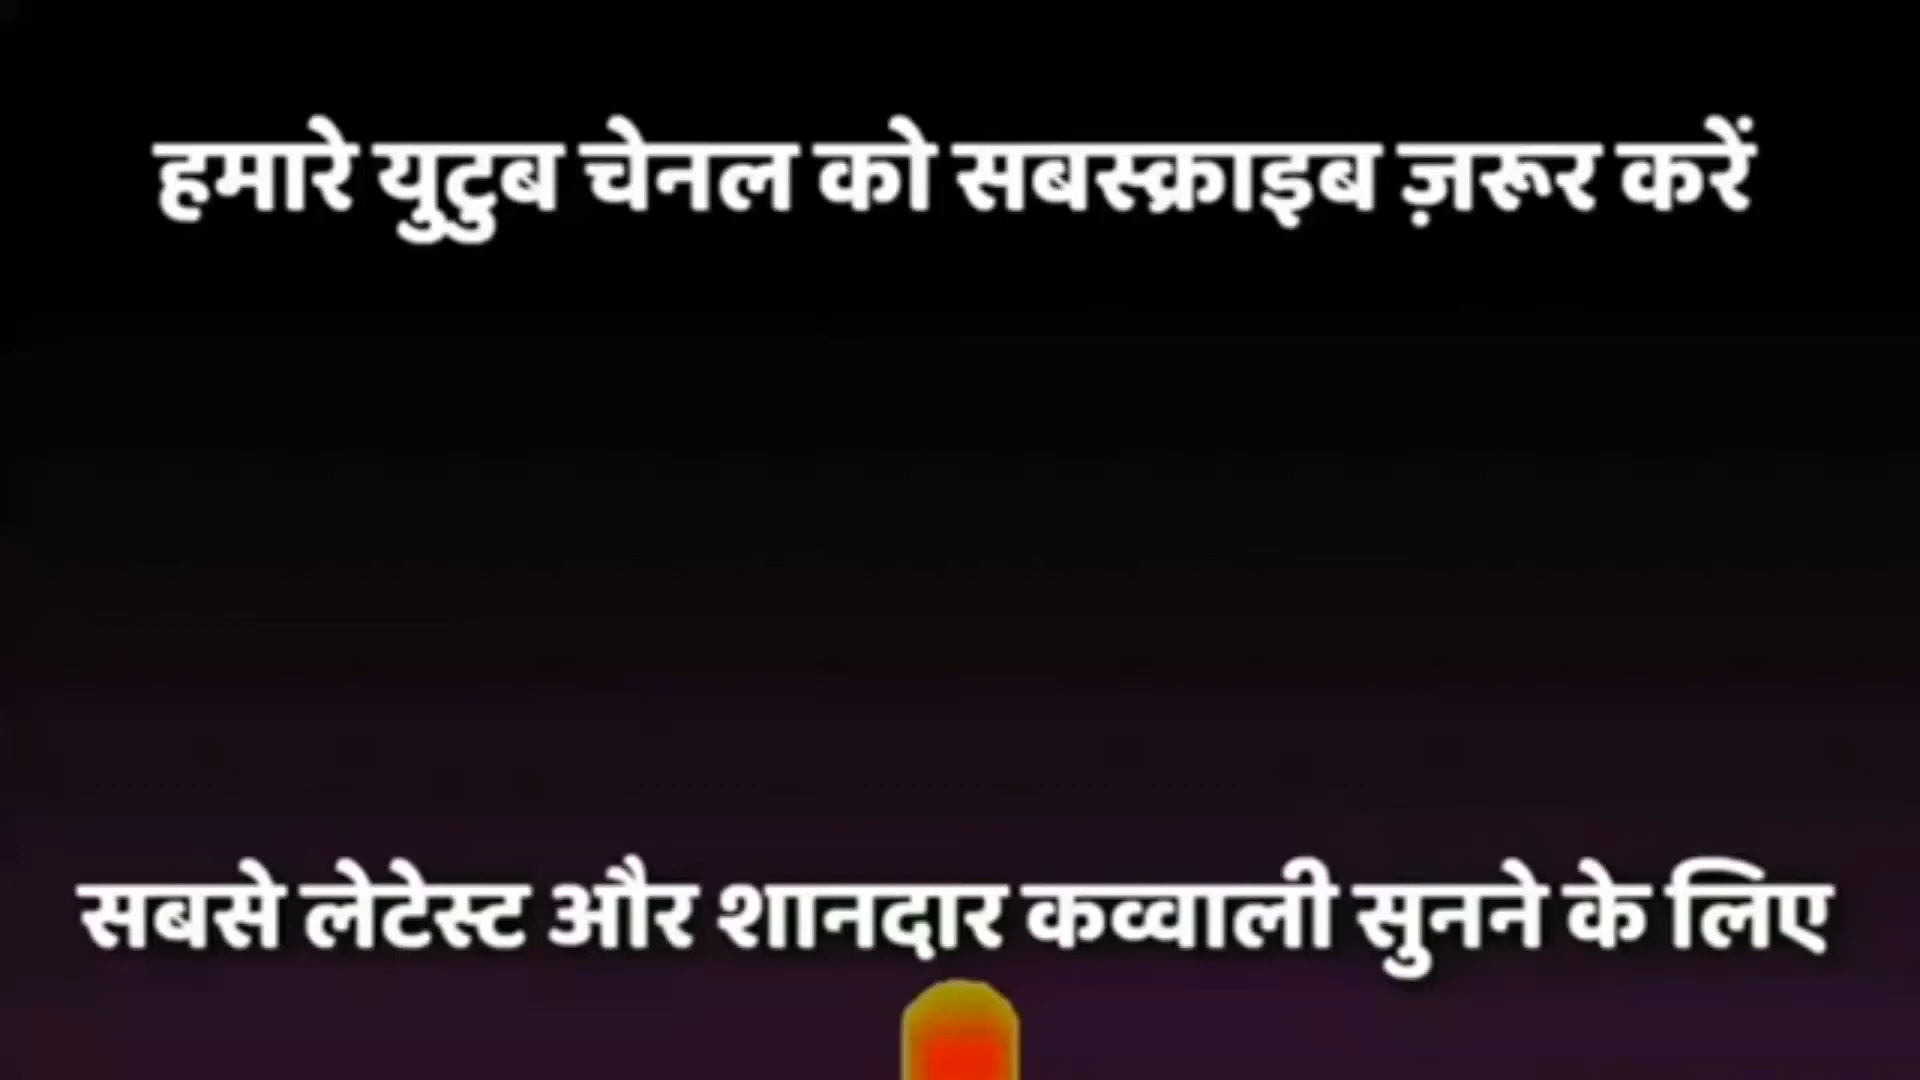 हमारे युटुब चेनल को सबस्क्राइब ज़रूर करें
सबसे लेटेस्ट और शानदार कव्वाली सुनने के लिए